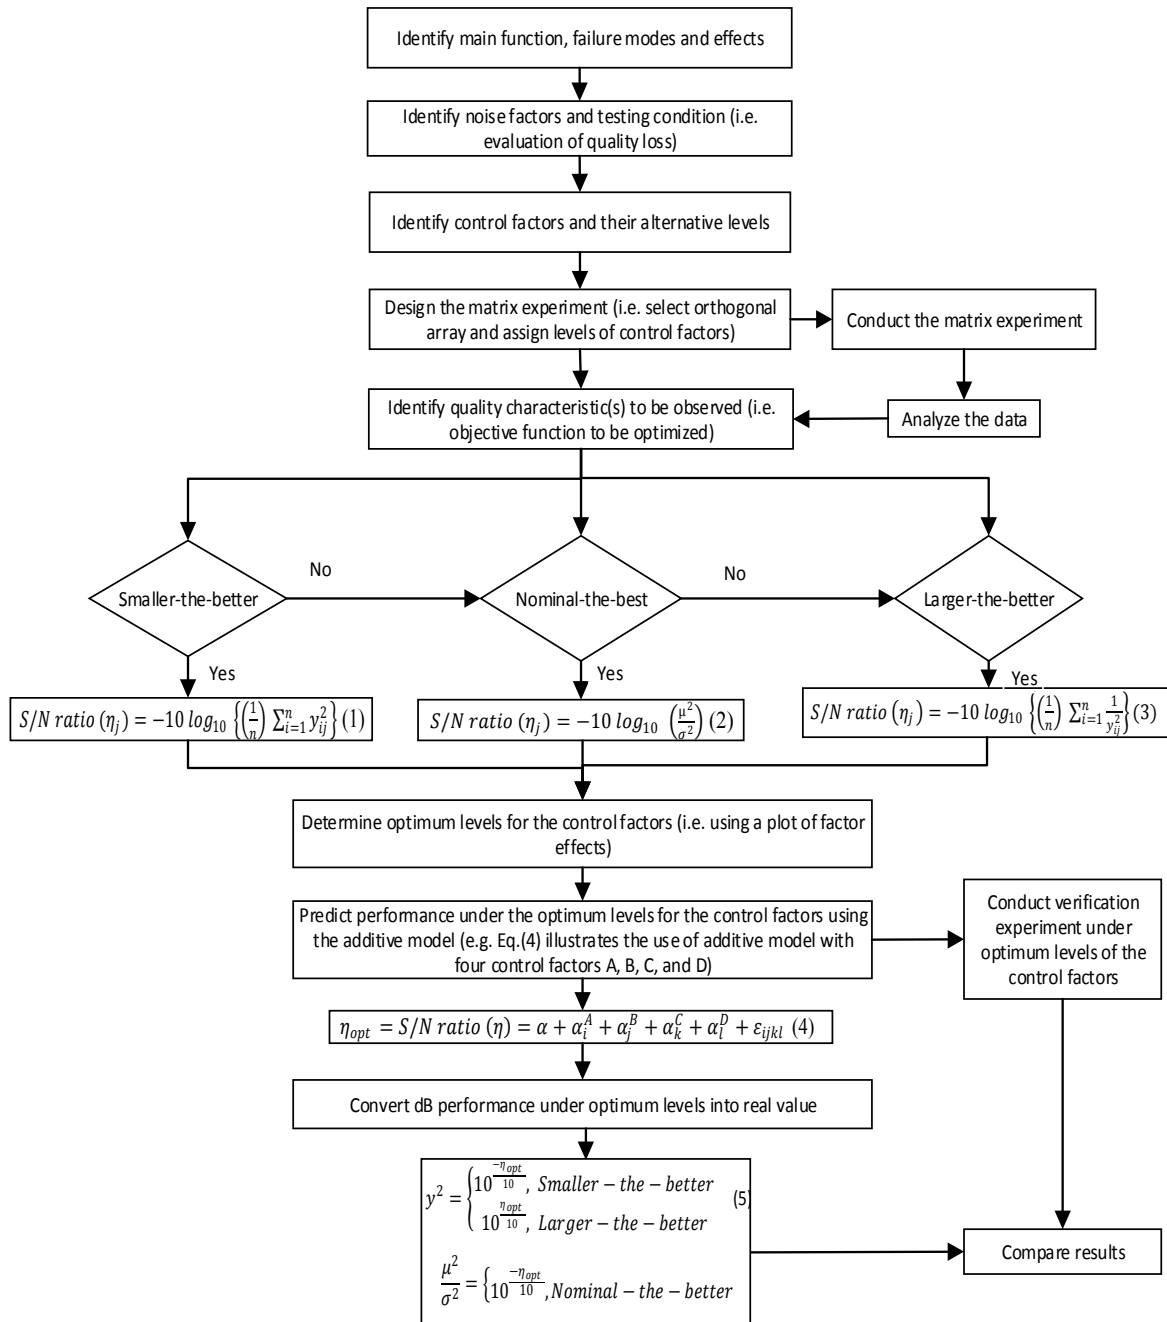 Identify main function, failure modes and effects
Identify noise factors and testing condition (i.e.
evaluation of quality loss)
Identify control factors and their alternative levels
Design the matrix experiment (i.e. select orthogonal
array and assign levels of control factors)
Conduct the matrix experiment
Identify quality characteristic(s) to be observed (i.e.
objective function to be optimized)
Analyze the data
Smaller-the-better
No
Nominal-the-best
No
Larger-the-better
Yes
Yes
Yes
S/N ratio (η_j) = −10 log_10 {(1/n) ∑_{i=1}^{n} y_{ij}^2} (1)
S/N ratio (η_j) = −10 log_10 (μ^2/σ^2) (2)
S/N ratio (η_j) = −10 log_10 {(1/n) ∑_{i=1}^{n} 1/y_{ij}^2} (3)
Determine optimum levels for the control factors (i.e. using a plot of factor
effects)
Predict performance under the optimum levels for the control factors using
the additive model (e.g. Eq.(4) illustrates the use of additive model with
four control factors A, B, C, and D)
Conduct verification
experiment under
optimum levels of the
control factors
η_opt = S/N ratio (η) = α + α_i^A + α_j^B + α_k^C + α_l^D + ε_{ijkl} (4)
Convert dB performance under optimum levels into real value
y^2 = { 10^{−η_opt/10}, Smaller − the − better
10^{η_opt/10}, Larger − the − better
(5)
μ^2/σ^2 = { 10^{−η_opt/10}, Nominal − the − better
Compare results